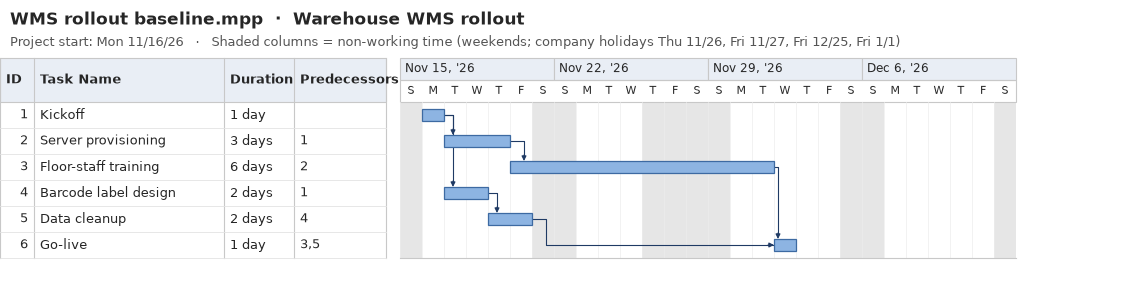 WMS rollout baseline.mpp · Warehouse WMS rollout
Project start: Mon 11/16/26 · Shaded columns = non-working time (weekends; company holidays Thu 11/26, Fri 11/27, Fri 12/25, Fri 1/1)
ID Task Name Duration Predecessors Nov 15, '26 Nov 22, '26 Nov 29, '26 Dec 6, '26
S M T W T F S S M T W T F S S M T W T F S S M T W T F S
1 Kickoff 1 day
2 Server provisioning 3 days 1
3 Floor-staff training 6 days 2
4 Barcode label design 2 days 1
5 Data cleanup 2 days 4
6 Go-live 1 day 3,5